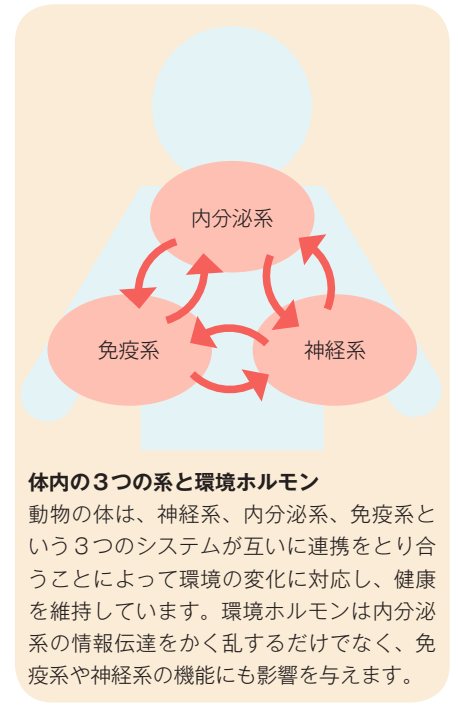 内分泌系
免疫系
神経系
体内の３つの系と環境ホルモン
動物の体は、神経系、内分泌系、免疫系と
いう３つのシステムが互いに連携をとり合
うことによって環境の変化に対応し、健康
を維持しています。環境ホルモンは内分泌
系の情報伝達をかく乱するだけでなく、免
疫系や神経系の機能にも影響を与えます。